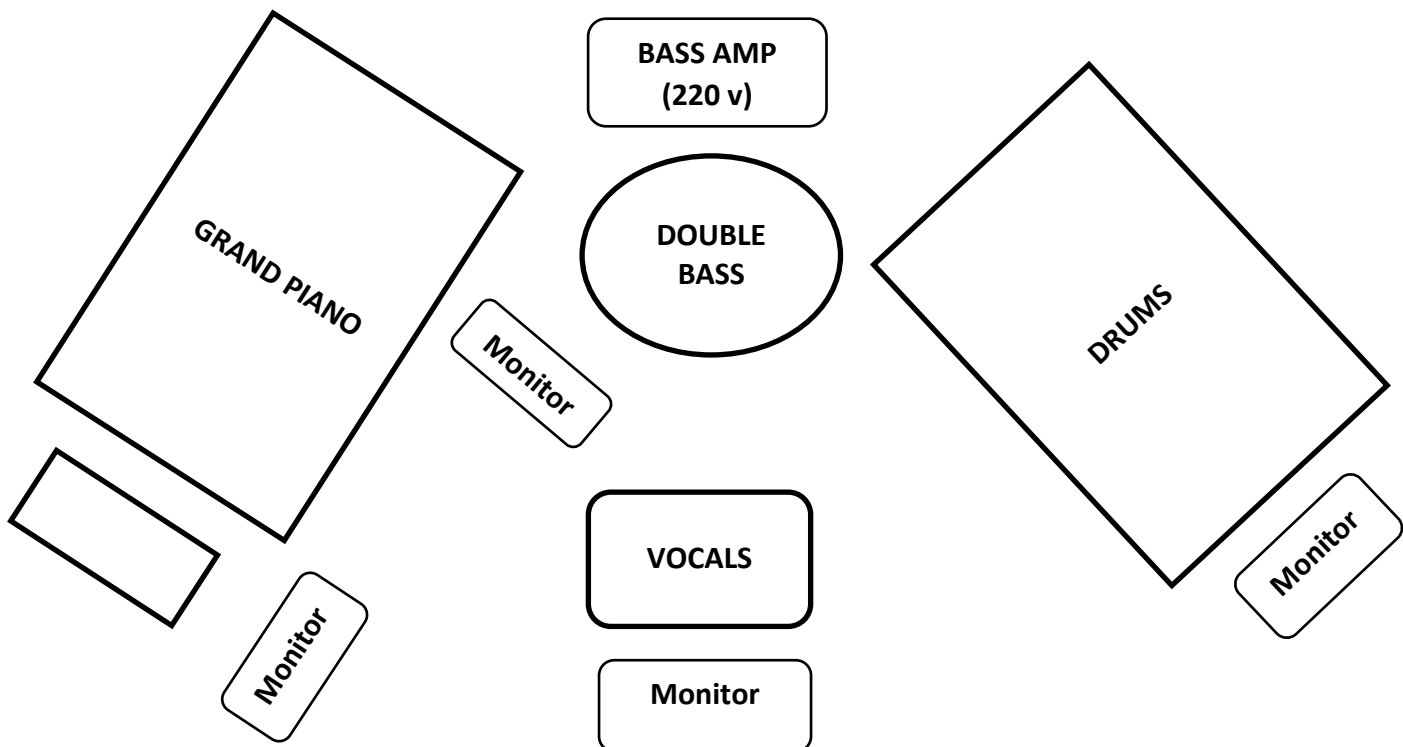 BASS AMP
(220 v)
GRAND PIANO
DOUBLE
BASS
DRUMS
Monitor
VOCALS
Monitor
Monitor
Monitor